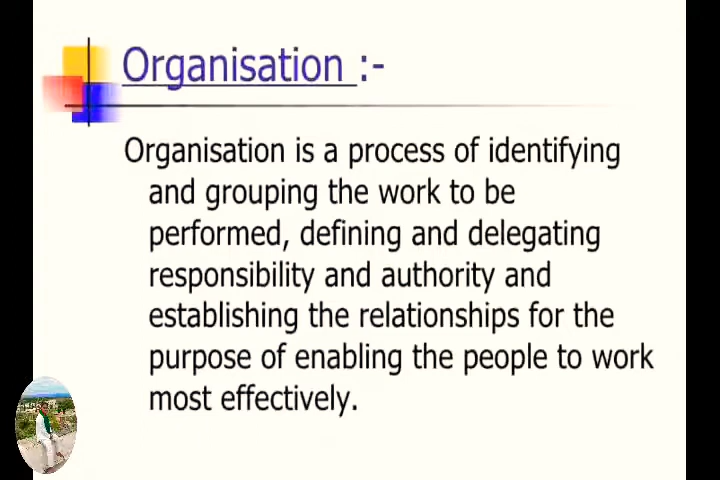 Organisation :-
Organisation is a process of identifying
and grouping the work to be
performed, defining and delegating
responsibility and authority and
establishing the relationships for the
purpose of enabling the people to work
most effectively.